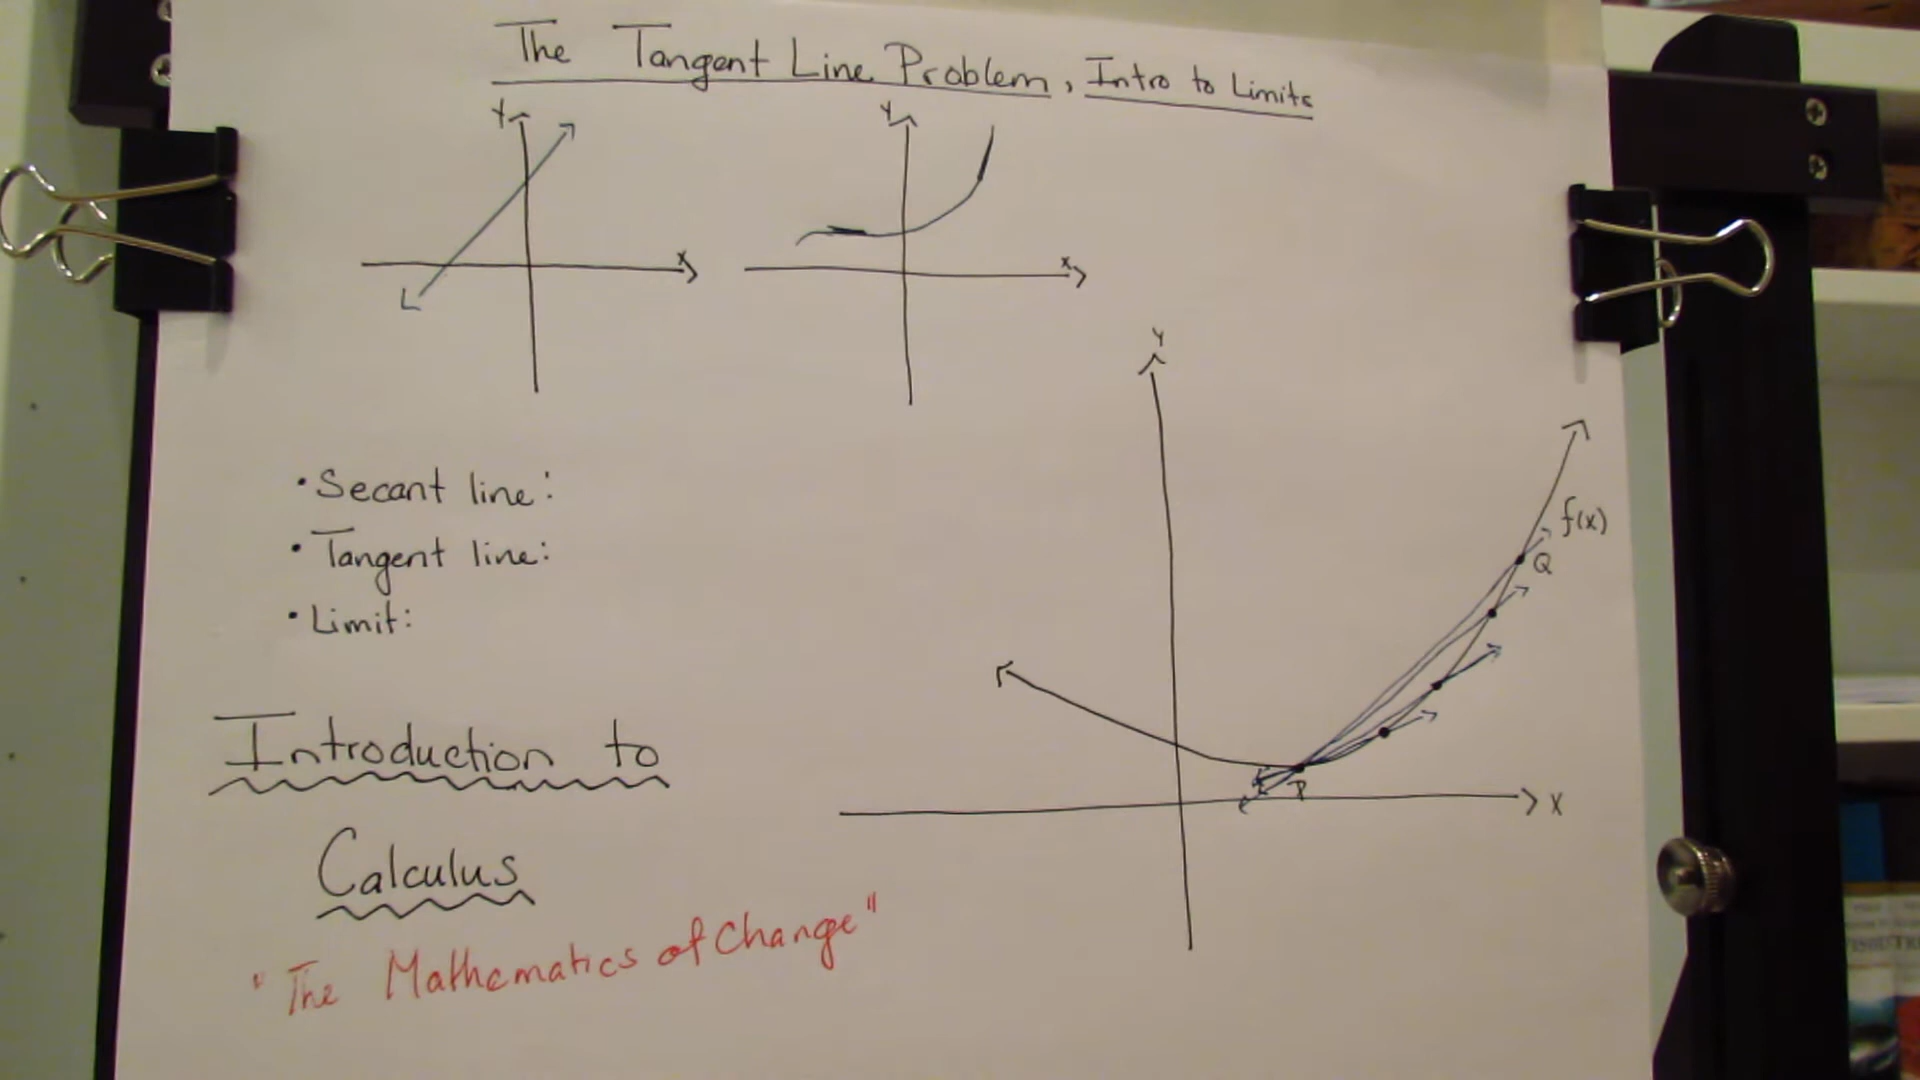 The Tangent Line Problem, Intro to Limits
Y
X
Y
X
• Secant line:
• Tangent line:
• Limit:
Y
f(x)
Q
P
X
Introduction to
Calculus
"The Mathematics of Change"